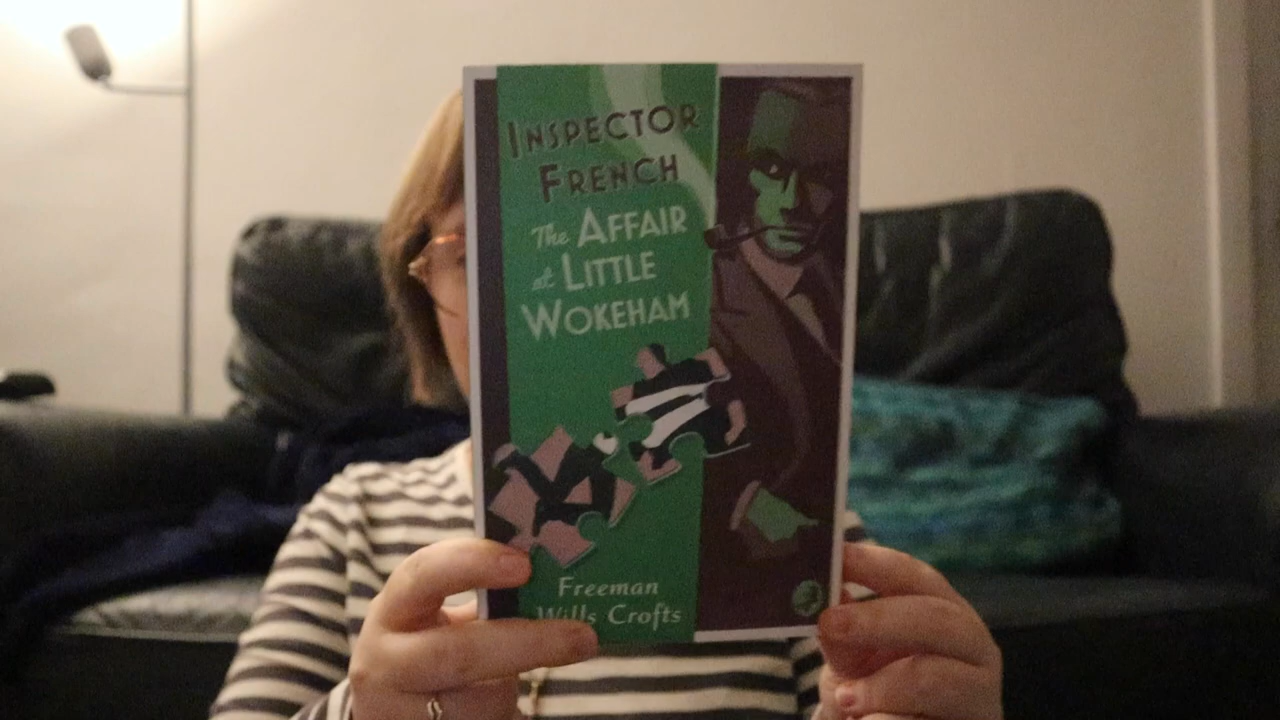 INSPECTOR
FRENCH
The AFFAIR
at LITTLE
WOKEHAM
Freeman
Wills Crofts